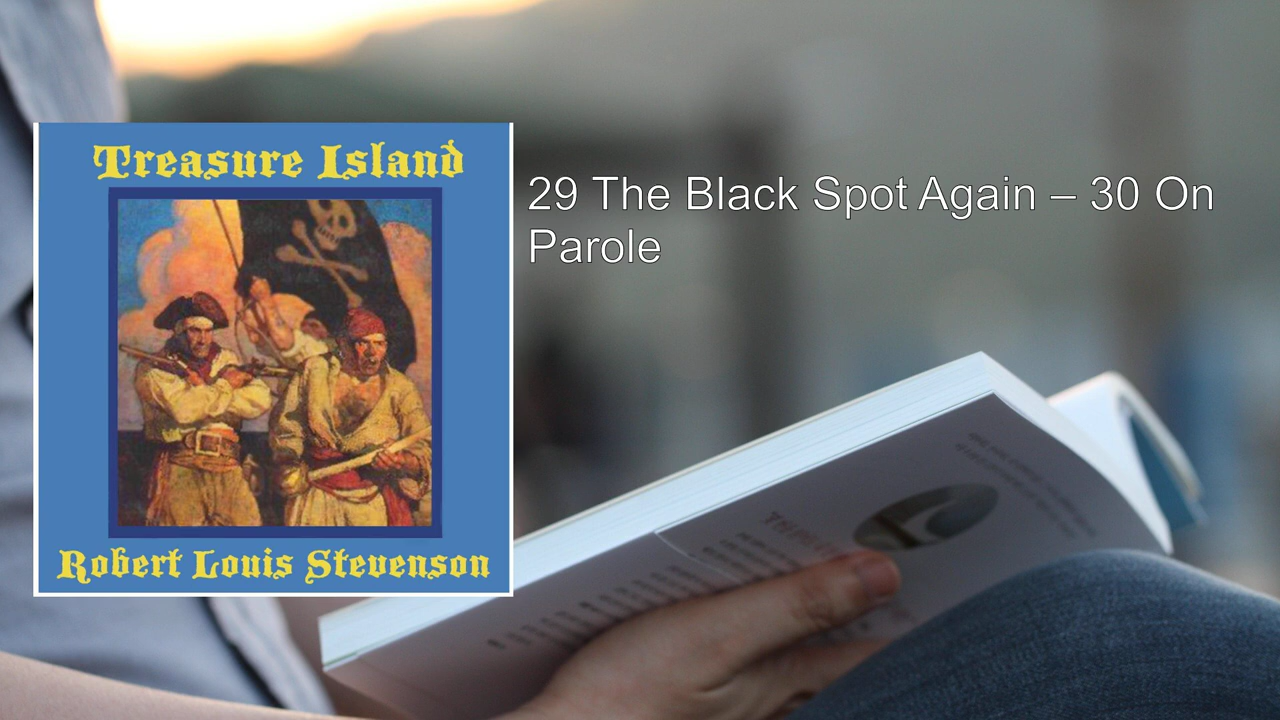 Treasure Island
29 The Black Spot Again – 30 On
Parole
Robert Louis Stevenson